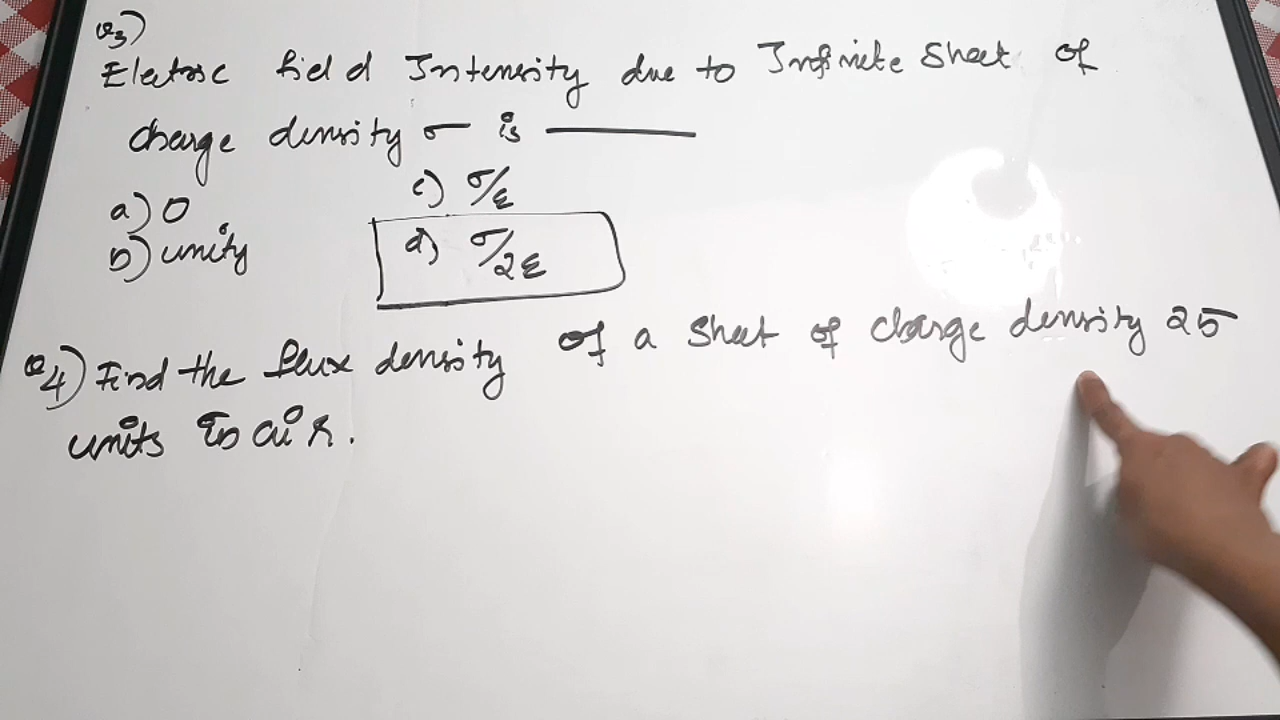 Q3)
Electric field Intensity due to Infinite Sheet of
charge density σ is ______
a) 0
b) unity
c) σ/ε
d) σ/2ε
Q4) Find the flux density of a Sheet of charge density 25
units in air.